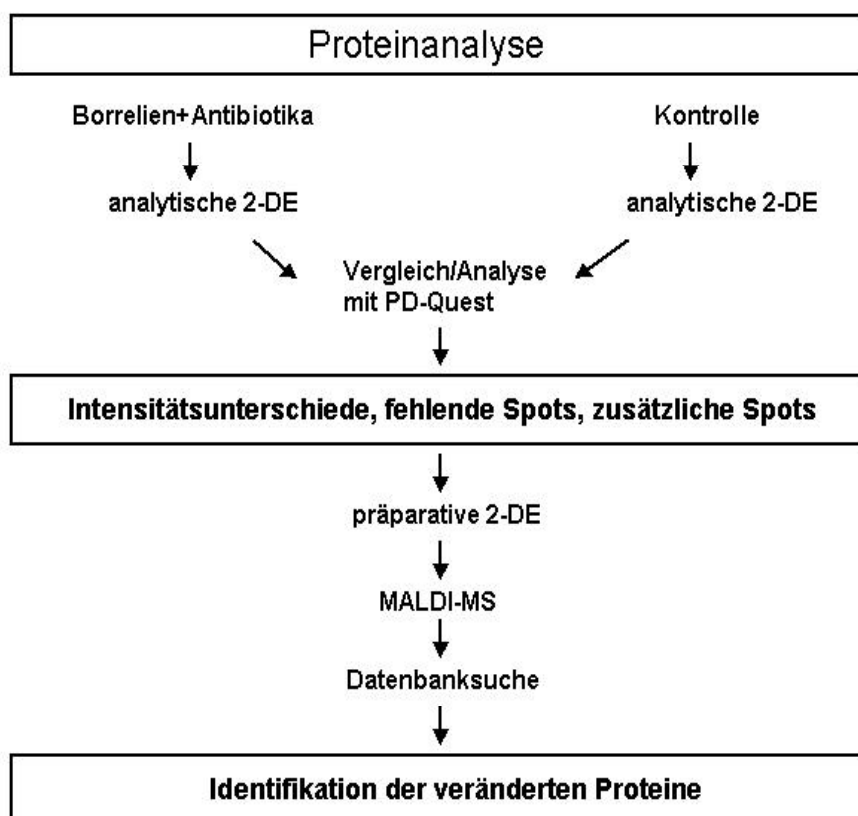 Proteinanalyse
Borrelien+Antibiotika
Kontrolle
analytische 2-DE
analytische 2-DE
Vergleich/Analyse
mit PD-Quest
Intensitätsunterschiede, fehlende Spots, zusätzliche Spots
präparative 2-DE
MALDI-MS
Datenbanksuche
Identifikation der veränderten Proteine